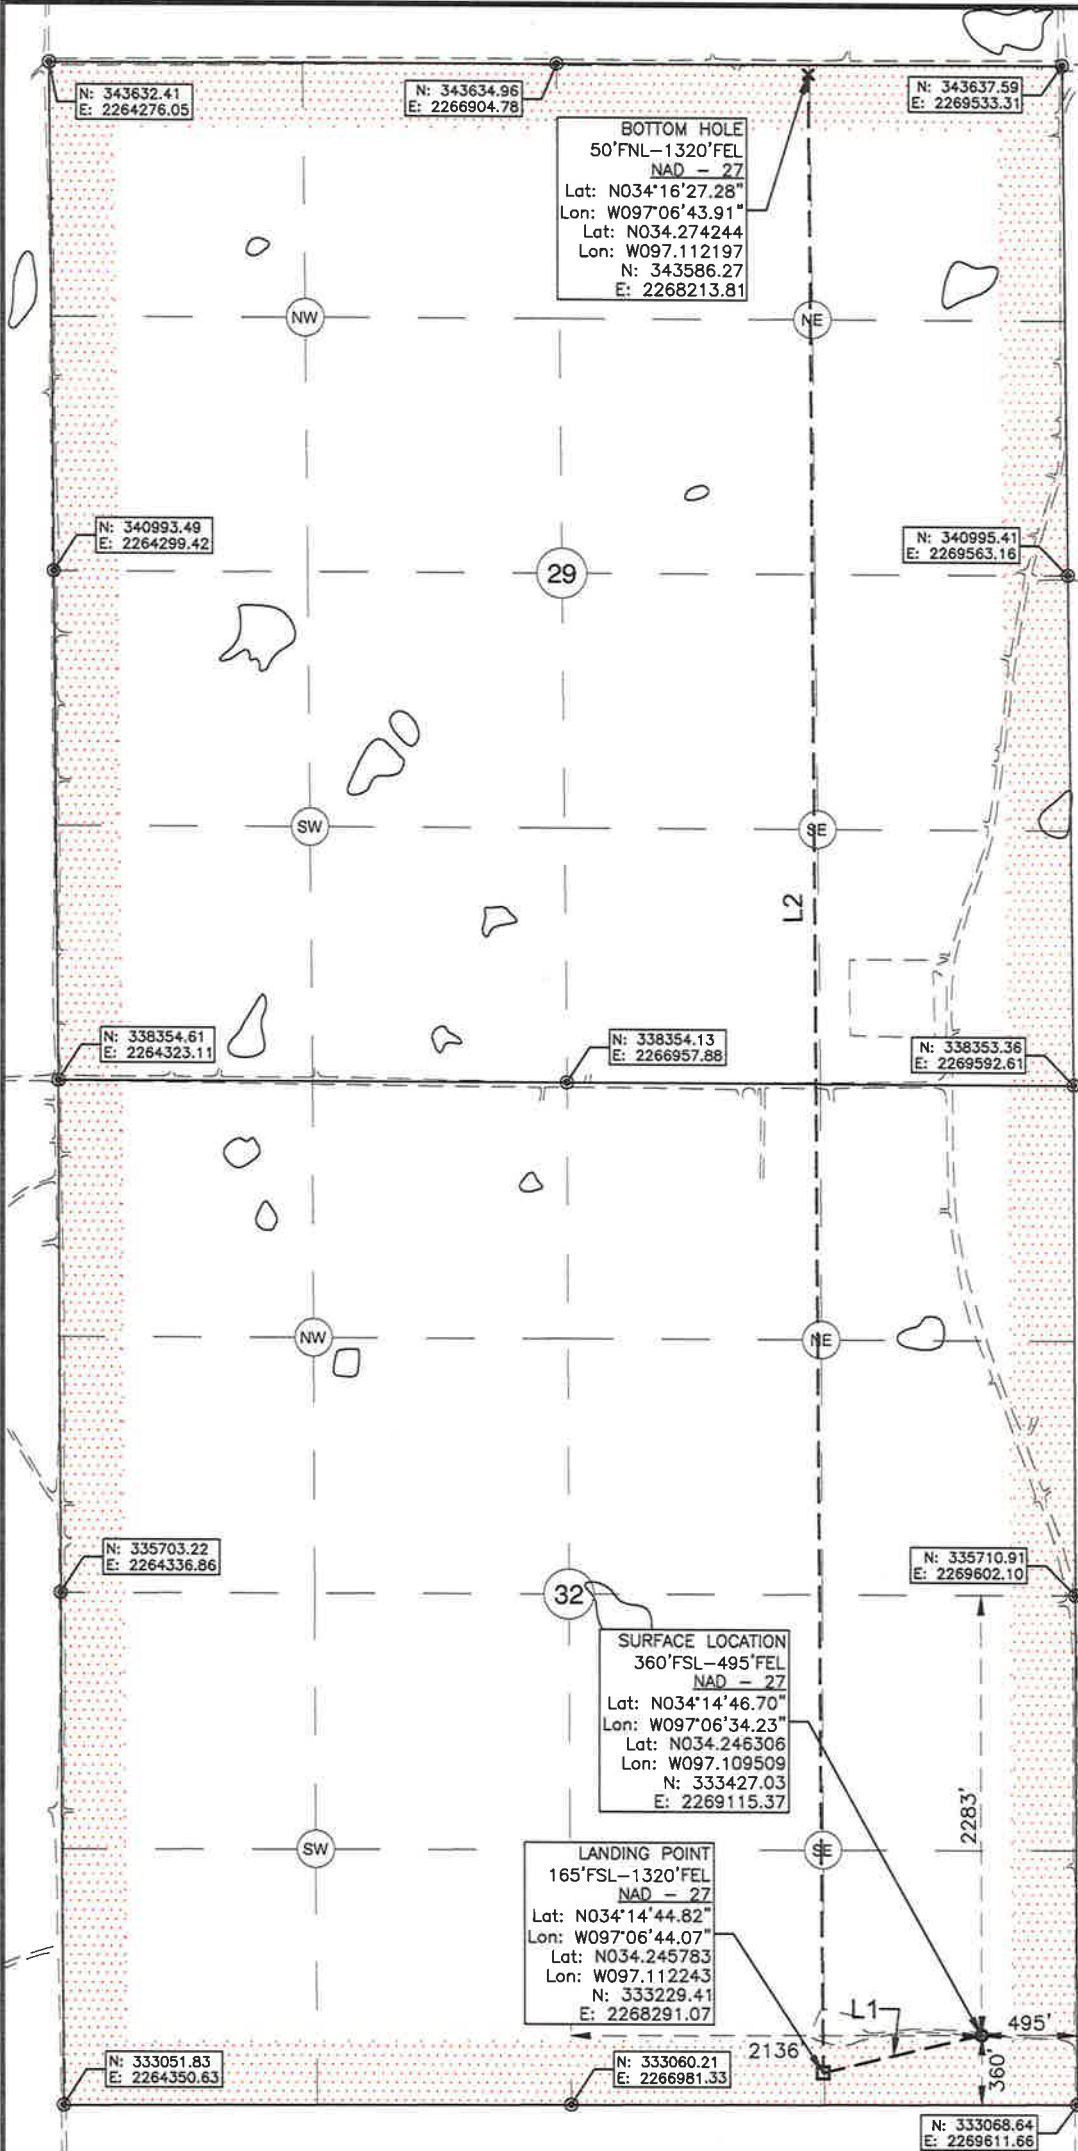 N: 343632.41
E: 2264276.05
N: 343634.96
E: 2266904.78
N: 343637.59
E: 2269533.31
BOTTOM HOLE
50'FNL-1320'FEL
NAD - 27
Lat: N034°16'27.28"
Lon: W097°06'43.91"
Lat: N034.274244
Lon: W097.112197
N: 343586.27
E: 2268213.81
NW
NE
N: 340993.49
E: 2264299.42
29
N: 340995.41
E: 2269563.16
SW
SE
L2
N: 338354.61
E: 2264323.11
N: 338354.13
E: 2266957.88
N: 338353.36
E: 2269592.61
NW
NE
N: 335703.22
E: 2264336.86
32
N: 335710.91
E: 2269602.10
SURFACE LOCATION
360'FSL-495'FEL
NAD - 27
Lat: N034°14'46.70"
Lon: W097°06'34.23"
Lat: N034.246306
Lon: W097.109509
N: 333427.03
E: 2269115.37
2283'
SW
SE
LANDING POINT
165'FSL-1320'FEL
NAD - 27
Lat: N034°14'44.82"
Lon: W097°06'44.07"
Lat: N034.245783
Lon: W097.112243
N: 333229.41
E: 2268291.07
L1
495'
2136
360'
N: 333051.83
E: 2264350.63
N: 333060.21
E: 2266981.33
N: 333068.64
E: 2269611.66